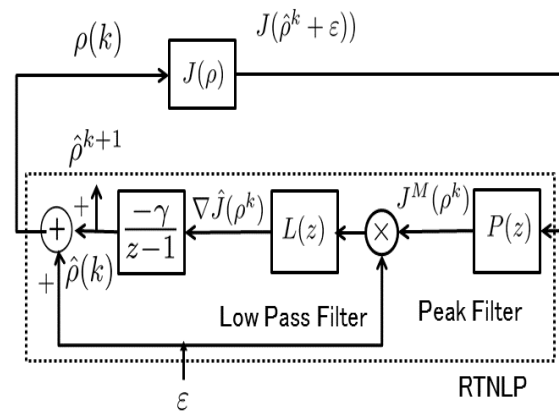 ρ(k)
J(ρ)
J(ρ̂^k + ε))
ρ̂^{k+1}
+
+
ρ̂(k)
+
−γ
z−1
∇Ĵ(ρ^k)
L(z)
×
J^M(ρ^k)
P(z)
Low Pass Filter
Peak Filter
ε
RTNLP